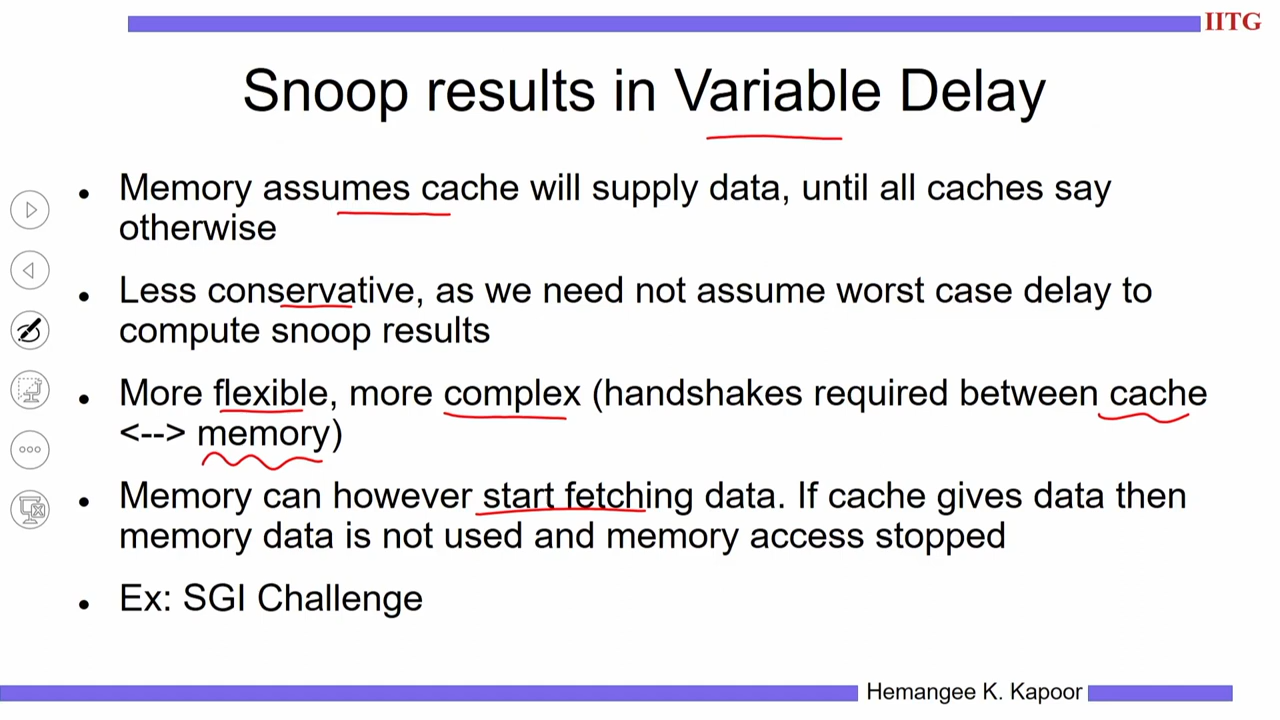 IITG
Snoop results in Variable Delay
• Memory assumes cache will supply data, until all caches say
otherwise
• Less conservative, as we need not assume worst case delay to
compute snoop results
• More flexible, more complex (handshakes required between cache
<--> memory)
• Memory can however start fetching data. If cache gives data then
memory data is not used and memory access stopped
• Ex: SGI Challenge
Hemangee K. Kapoor